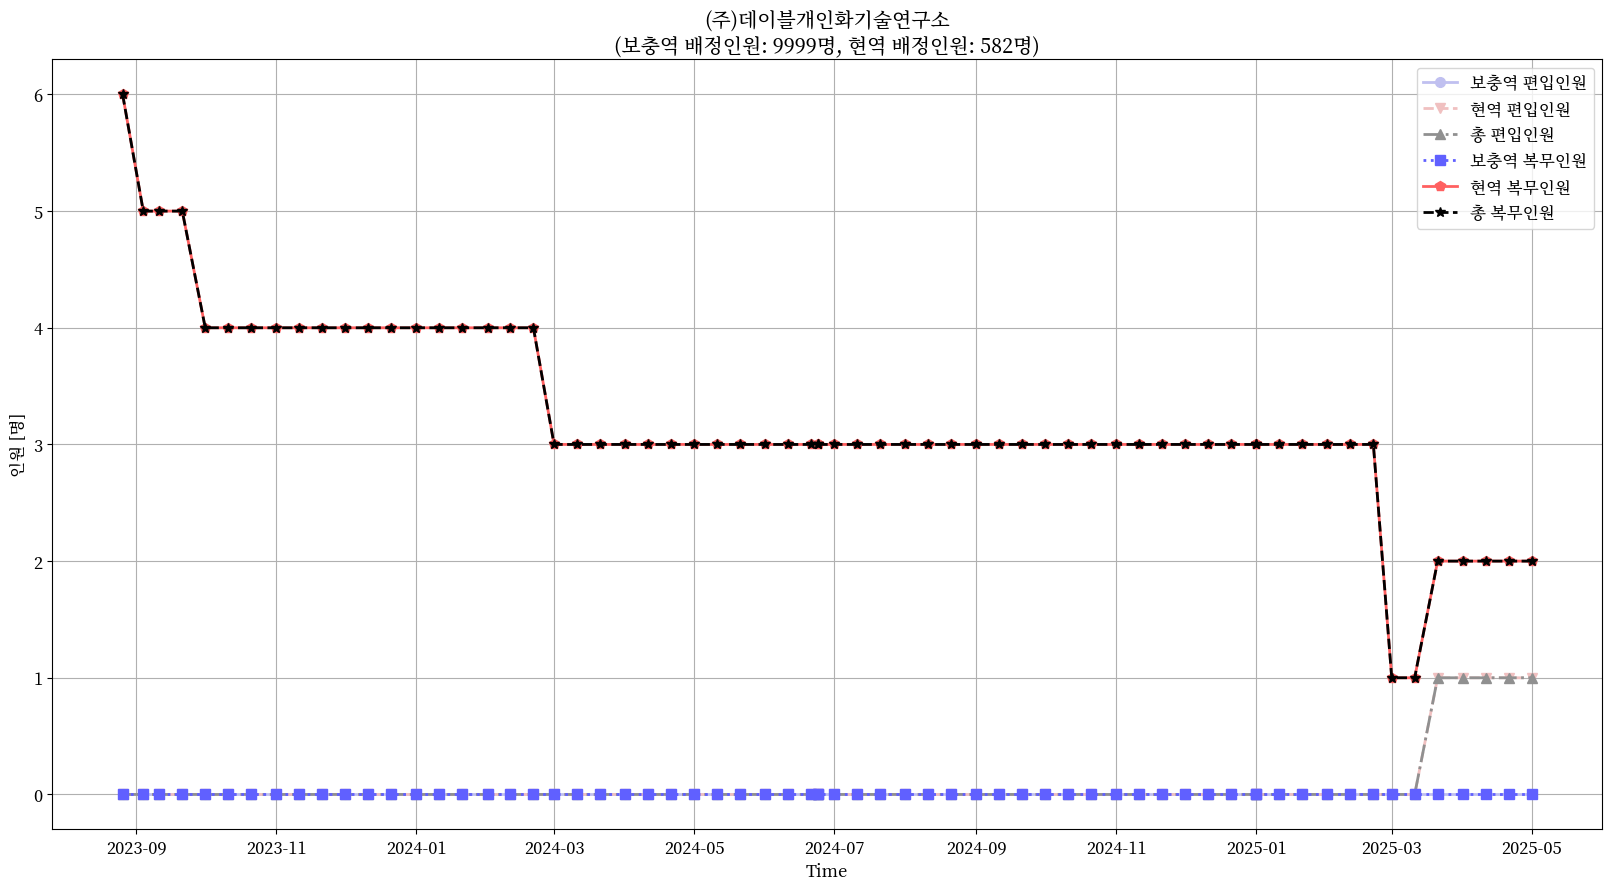 (주)데이블개인화기술연구소
(보충역 배정인원: 9999명, 현역 배정인원: 582명)
보충역 편입인원
현역 편입인원
총 편입인원
보충역 복무인원
현역 복무인원
총 복무인원
6
5
4
3
2
1
0
인원 [명]
2023-09
2023-11
2024-01
2024-03
2024-05
2024-07
2024-09
2024-11
2025-01
2025-03
2025-05
Time